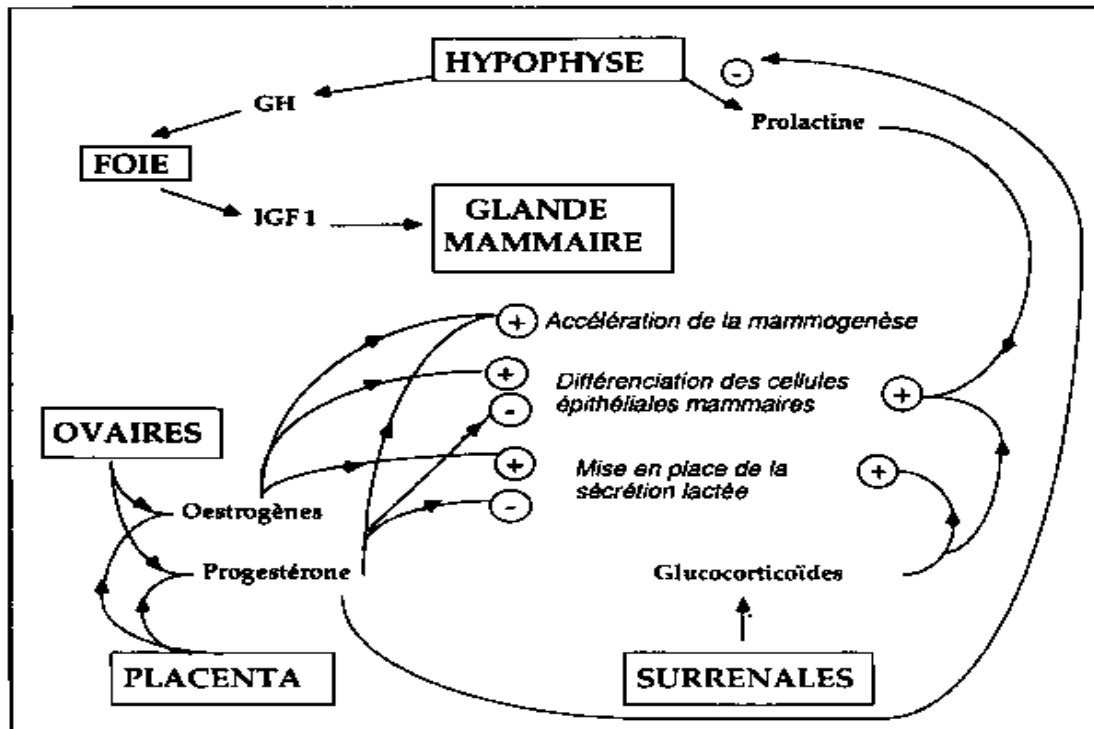 HYPOPHYSE
-
GH
Prolactine
FOIE
IGF1
GLANDE
MAMMAIRE
+ Accélération de la mammogenèse
+ Différenciation des cellules
épithéliales mammaires
- +
OVAIRES
+ Mise en place de la
sécrétion lactée
+
-
Oestrogènes
Progestérone
Glucocorticoïdes
PLACENTA
SURRENALES